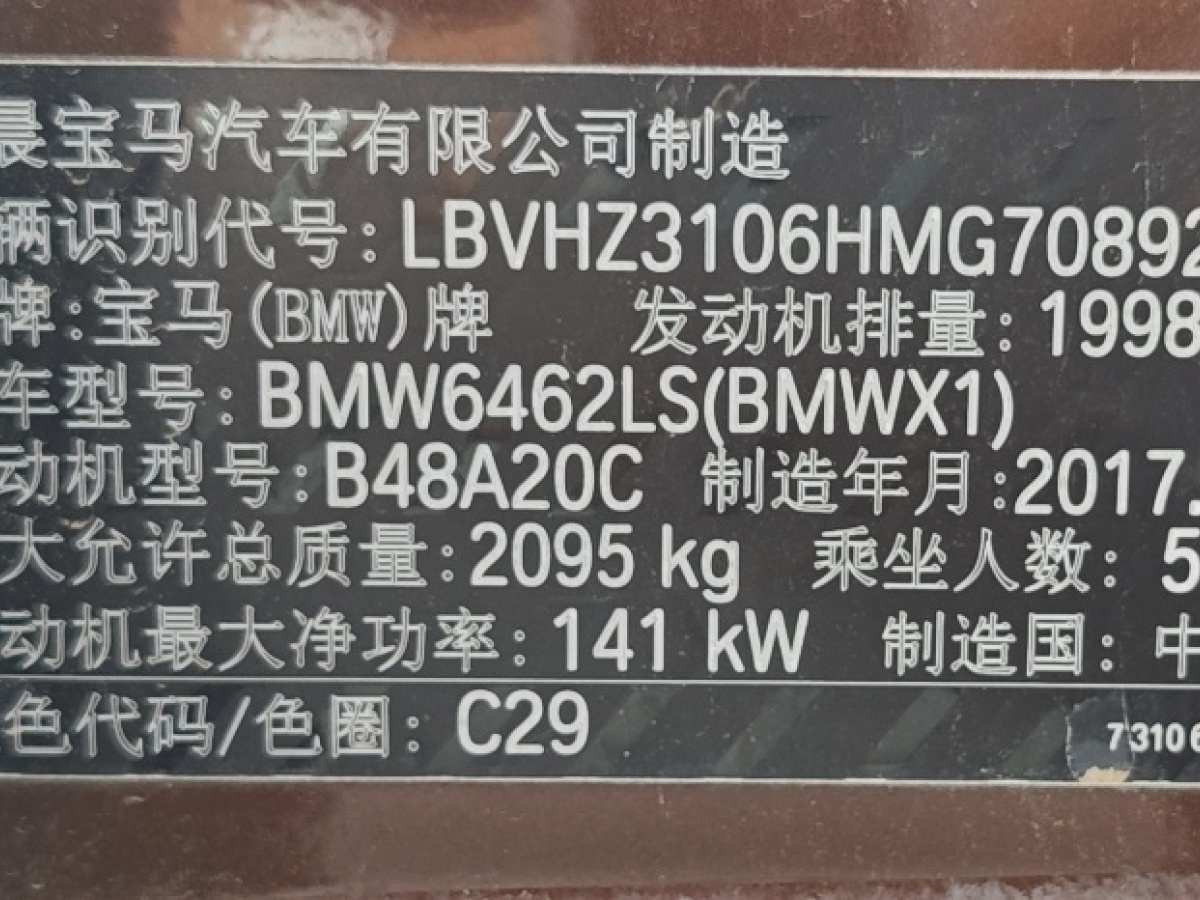 晨宝马汽车有限公司制造
辆识别代号:LBVHZ3106HMG70892
牌:宝马(BMW)牌 发动机排量:1998
车型号:BMW6462LS(BMWX1)
动机型号:B48A20C 制造年月:2017.
大允许总质量:2095 kg 乘坐人数:5
动机最大净功率:141 kW 制造国:中
色代码/色圈:C29 73106